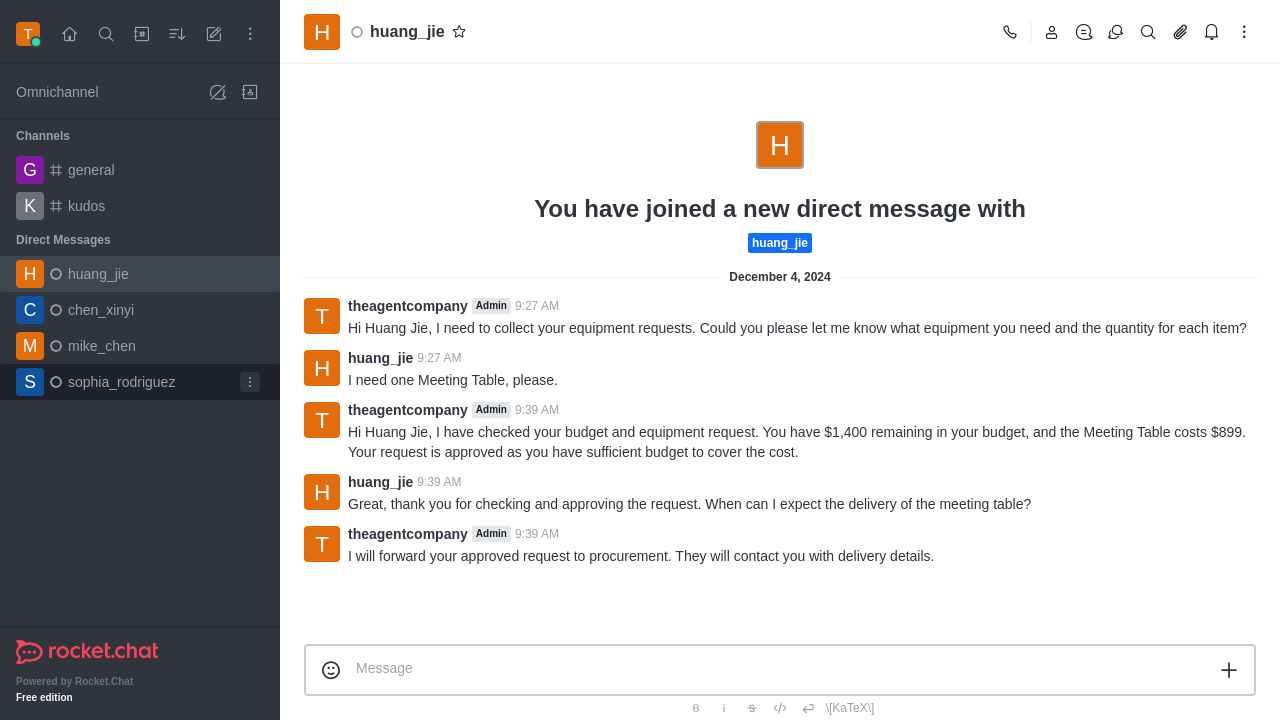 T
Omnichannel
Channels
G general
K kudos
Direct Messages
H huang_jie
C chen_xinyi
M mike_chen
S sophia_rodriguez
rocket.chat
Powered by Rocket.Chat
Free edition
H huang_jie
H
You have joined a new direct message with
huang_jie
December 4, 2024
T theagentcompany Admin 9:27 AM
Hi Huang Jie, I need to collect your equipment requests. Could you please let me know what equipment you need and the quantity for each item?
H huang_jie 9:27 AM
I need one Meeting Table, please.
T theagentcompany Admin 9:39 AM
Hi Huang Jie, I have checked your budget and equipment request. You have $1,400 remaining in your budget, and the Meeting Table costs $899.
Your request is approved as you have sufficient budget to cover the cost.
H huang_jie 9:39 AM
Great, thank you for checking and approving the request. When can I expect the delivery of the meeting table?
T theagentcompany Admin 9:39 AM
I will forward your approved request to procurement. They will contact you with delivery details.
Message
B i S \[KaTeX\]